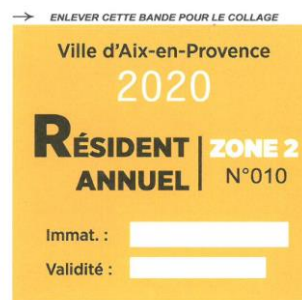 → ENLEVER CETTE BANDE POUR LE COLLAGE
Ville d'Aix-en-Provence
2020
RÉSIDENT ANNUEL
ZONE 2
N°010
Immat. :
Validité :